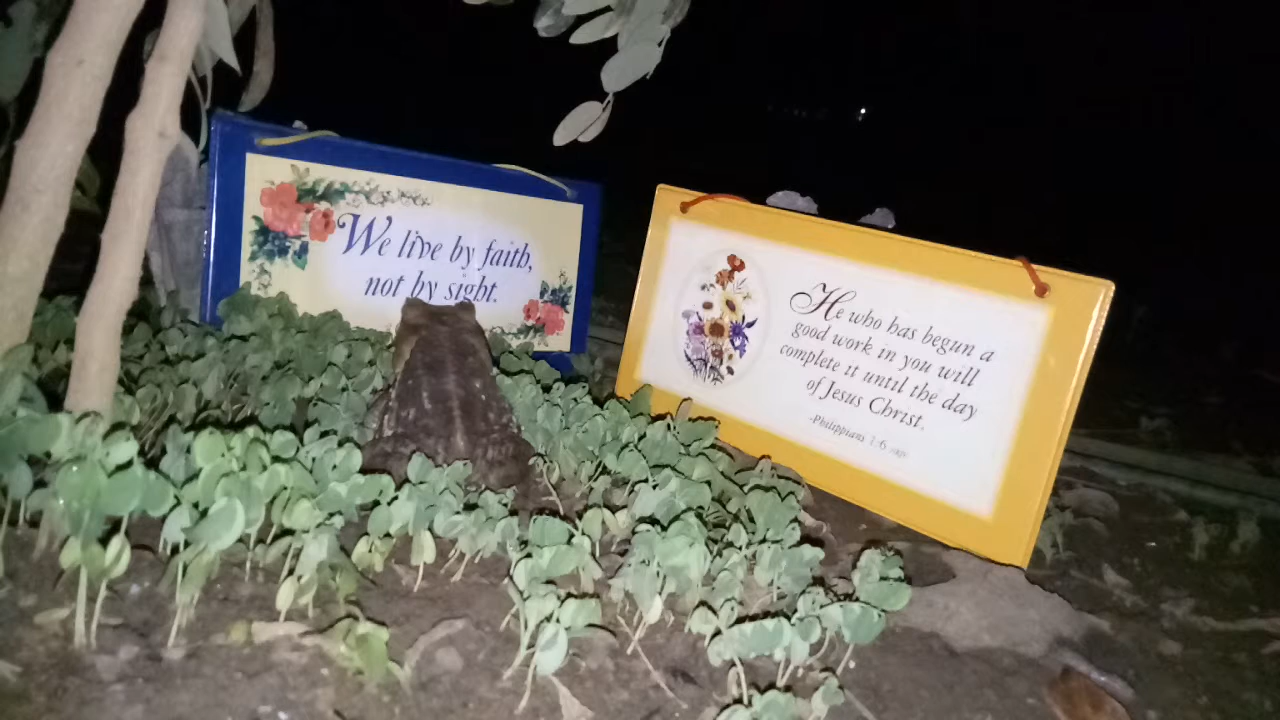 We live by faith,
not by sight.
He who has begun a
good work in you will
complete it until the day
of Jesus Christ.
-Philippians 1:6